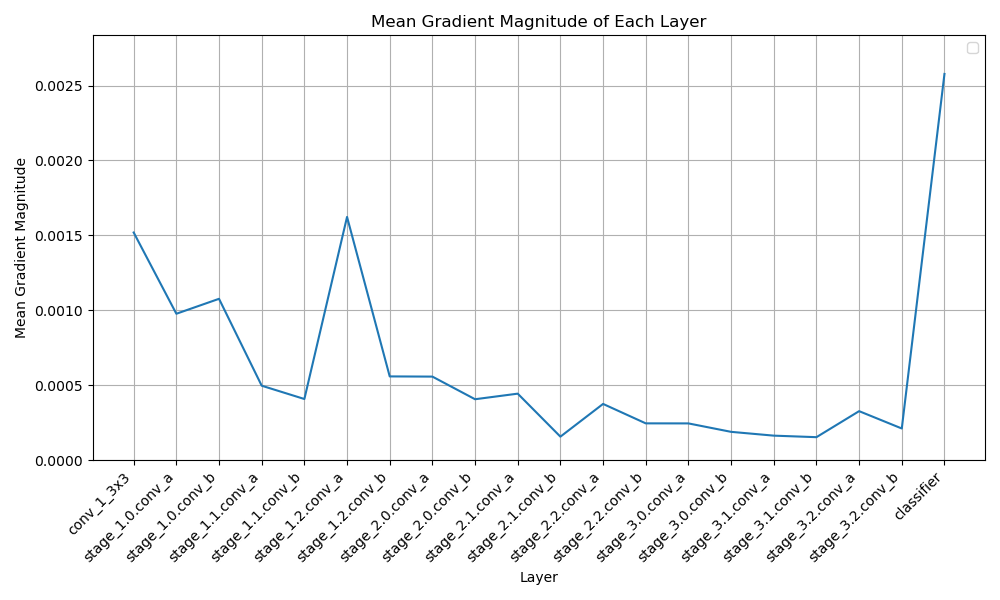 Mean Gradient Magnitude of Each Layer
Mean Gradient Magnitude
0.0025
0.0020
0.0015
0.0010
0.0005
0.0000
conv_1_3x3
stage_1.0.conv_a
stage_1.0.conv_b
stage_1.1.conv_a
stage_1.1.conv_b
stage_1.2.conv_a
stage_1.2.conv_b
stage_2.0.conv_a
stage_2.0.conv_b
stage_2.1.conv_a
stage_2.1.conv_b
stage_2.2.conv_a
stage_2.2.conv_b
stage_3.0.conv_a
stage_3.0.conv_b
stage_3.1.conv_a
stage_3.1.conv_b
stage_3.2.conv_a
stage_3.2.conv_b
classifier
Layer